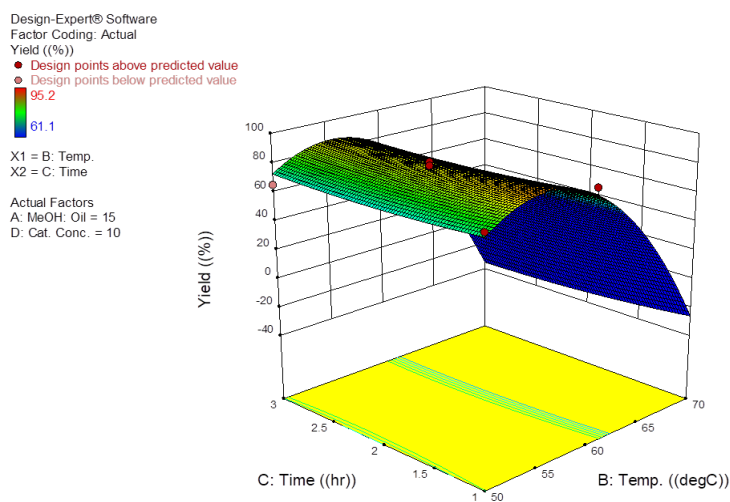 Design-Expert® Software
Factor Coding: Actual
Yield ((%))
Design points above predicted value
Design points below predicted value
95.2
61.1
X1 = B: Temp.
X2 = C: Time
Actual Factors
A: MeOH: Oil = 15
D: Cat. Conc. = 10
100
80
60
40
20
0
-20
-40
Yield ((%))
3
2.5
2
1.5
1
C: Time ((hr))
50
55
60
65
70
B: Temp. ((degC))